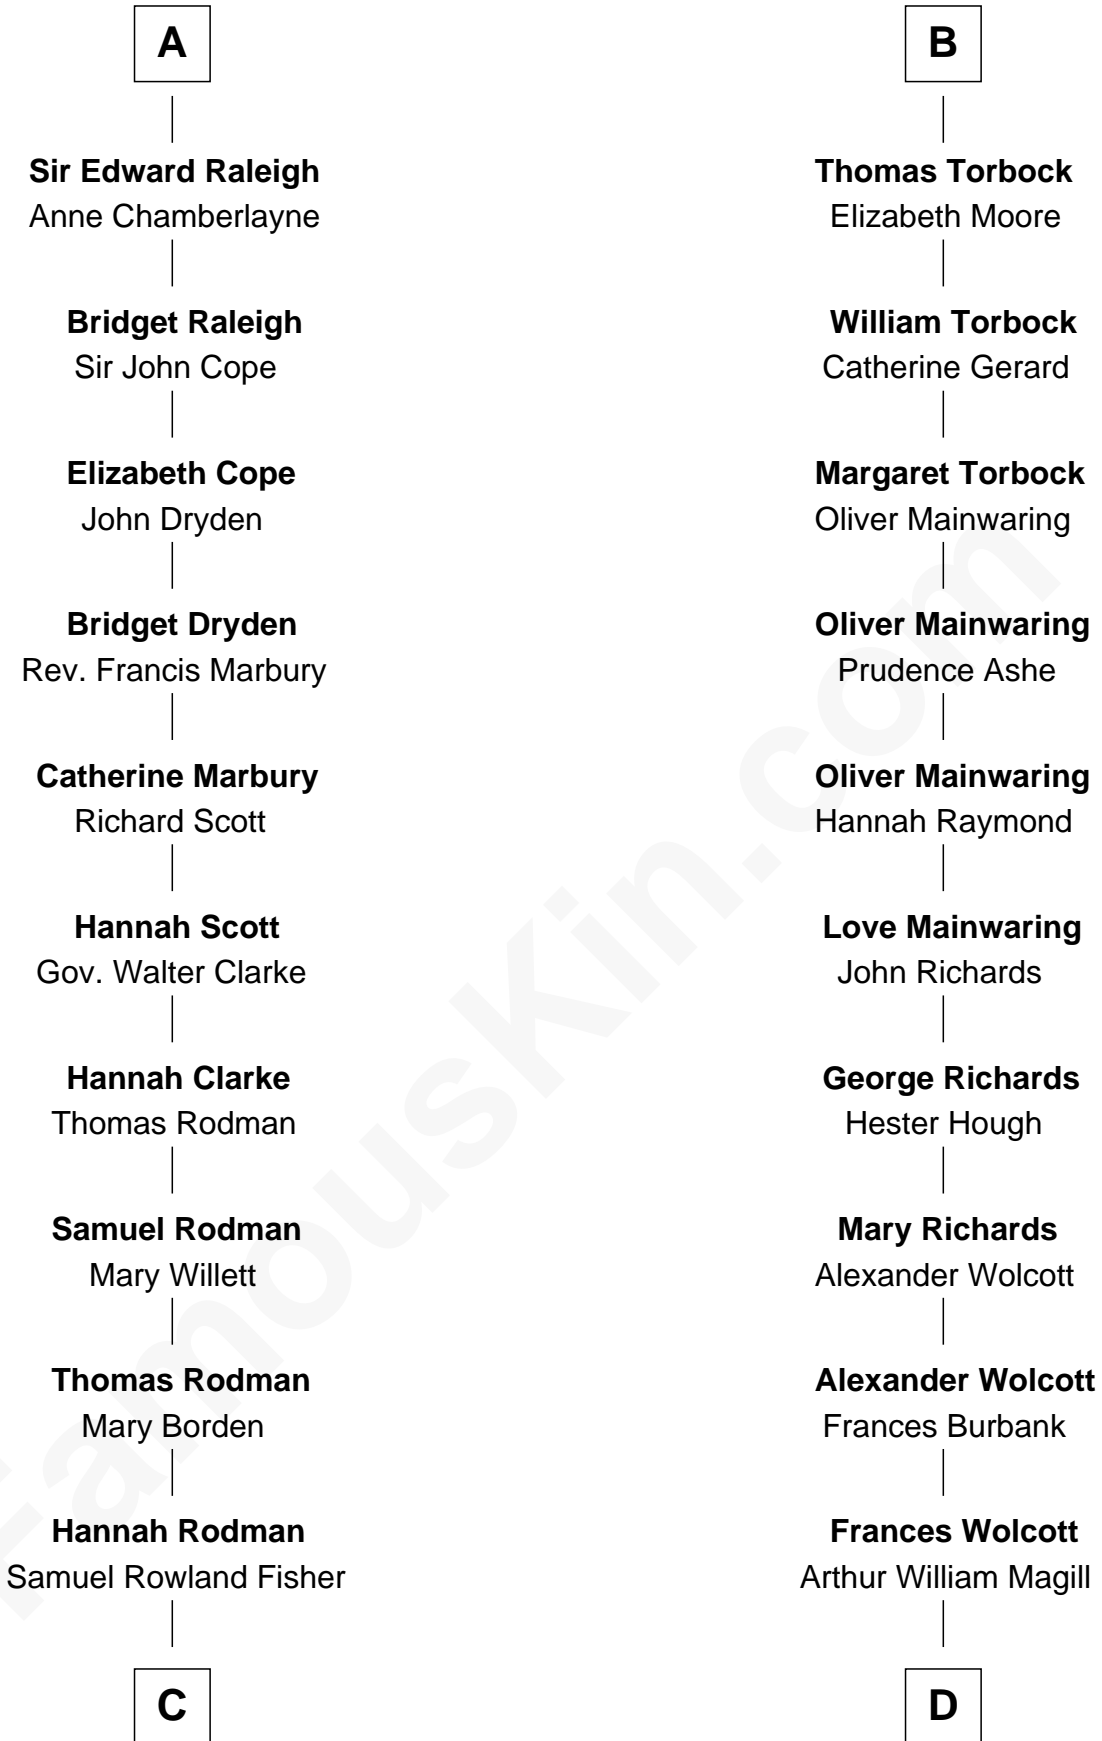 A
Sir Edward Raleigh
Anne Chamberlayne
Bridget Raleigh
Sir John Cope
Elizabeth Cope
John Dryden
Bridget Dryden
Rev. Francis Marbury
Catherine Marbury
Richard Scott
Hannah Scott
Gov. Walter Clarke
Hannah Clarke
Thomas Rodman
Samuel Rodman
Mary Willett
Thomas Rodman
Mary Borden
Hannah Rodman
Samuel Rowland Fisher
C
B
Thomas Torbock
Elizabeth Moore
William Torbock
Catherine Gerard
Margaret Torbock
Oliver Mainwaring
Oliver Mainwaring
Prudence Ashe
Oliver Mainwaring
Hannah Raymond
Love Mainwaring
John Richards
George Richards
Hester Hough
Mary Richards
Alexander Wolcott
Alexander Wolcott
Frances Burbank
Frances Wolcott
Arthur William Magill
D
FamousKin.com